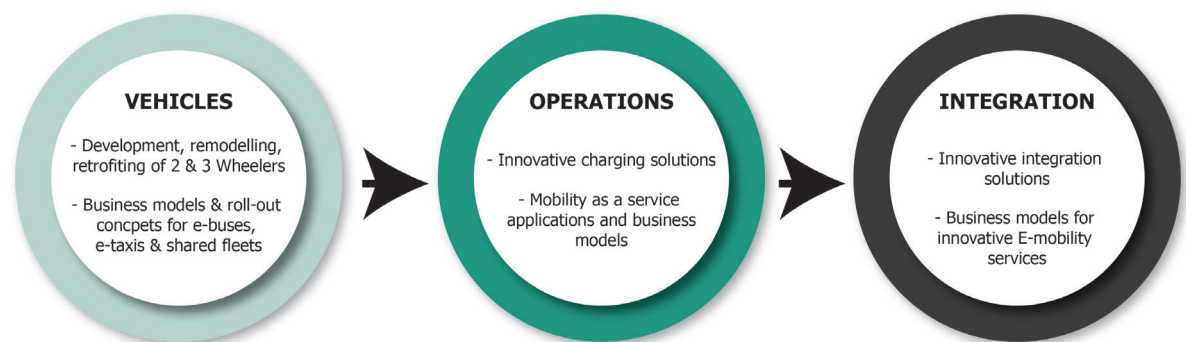 VEHICLES
- Development, remodelling,
retrofiting of 2 & 3 Wheelers
- Business models & roll-out
concpets for e-buses,
e-taxis & shared fleets
OPERATIONS
- Innovative charging solutions
- Mobility as a service
applications and business
models
INTEGRATION
- Innovative integration
solutions
- Business models for
innovative E-mobility
services